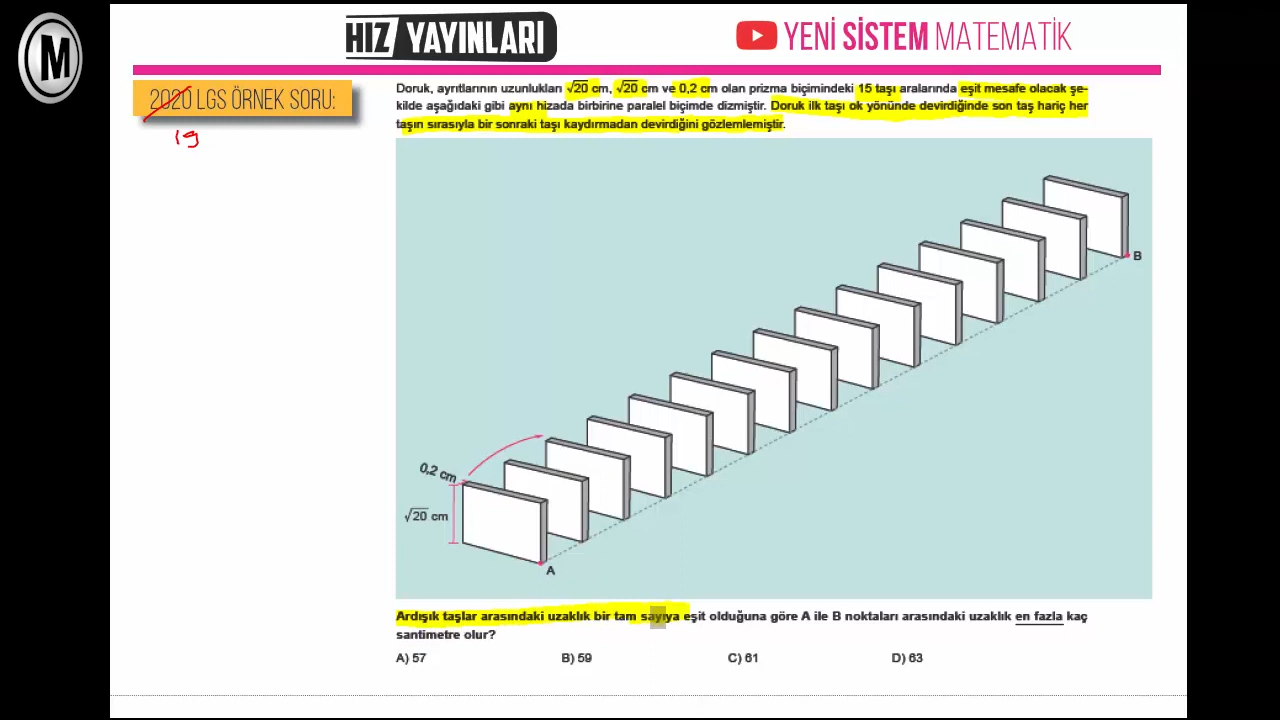 M
HIZ YAYINLARI
YENİ SİSTEM MATEMATİK
2020 LGS ÖRNEK SORU:
19
Doruk, ayrıtlarının uzunlukları √20 cm, √20 cm ve 0,2 cm olan prizma biçimindeki 15 taşı aralarında eşit mesafe olacak şe-
kilde aşağıdaki gibi aynı hizada birbirine paralel biçimde dizmiştir. Doruk ilk taşı ok yönünde devirdiğinde son taş hariç her
taşın sırasıyla bir sonraki taşı kaydırmadan devirdiğini gözlemlemiştir.
B
0,2 cm
√20 cm
A
Ardışık taşlar arasındaki uzaklık bir tam sayıya eşit olduğuna göre A ile B noktaları arasındaki uzaklık en fazla kaç
santimetre olur?
A) 57 B) 59 C) 61 D) 63